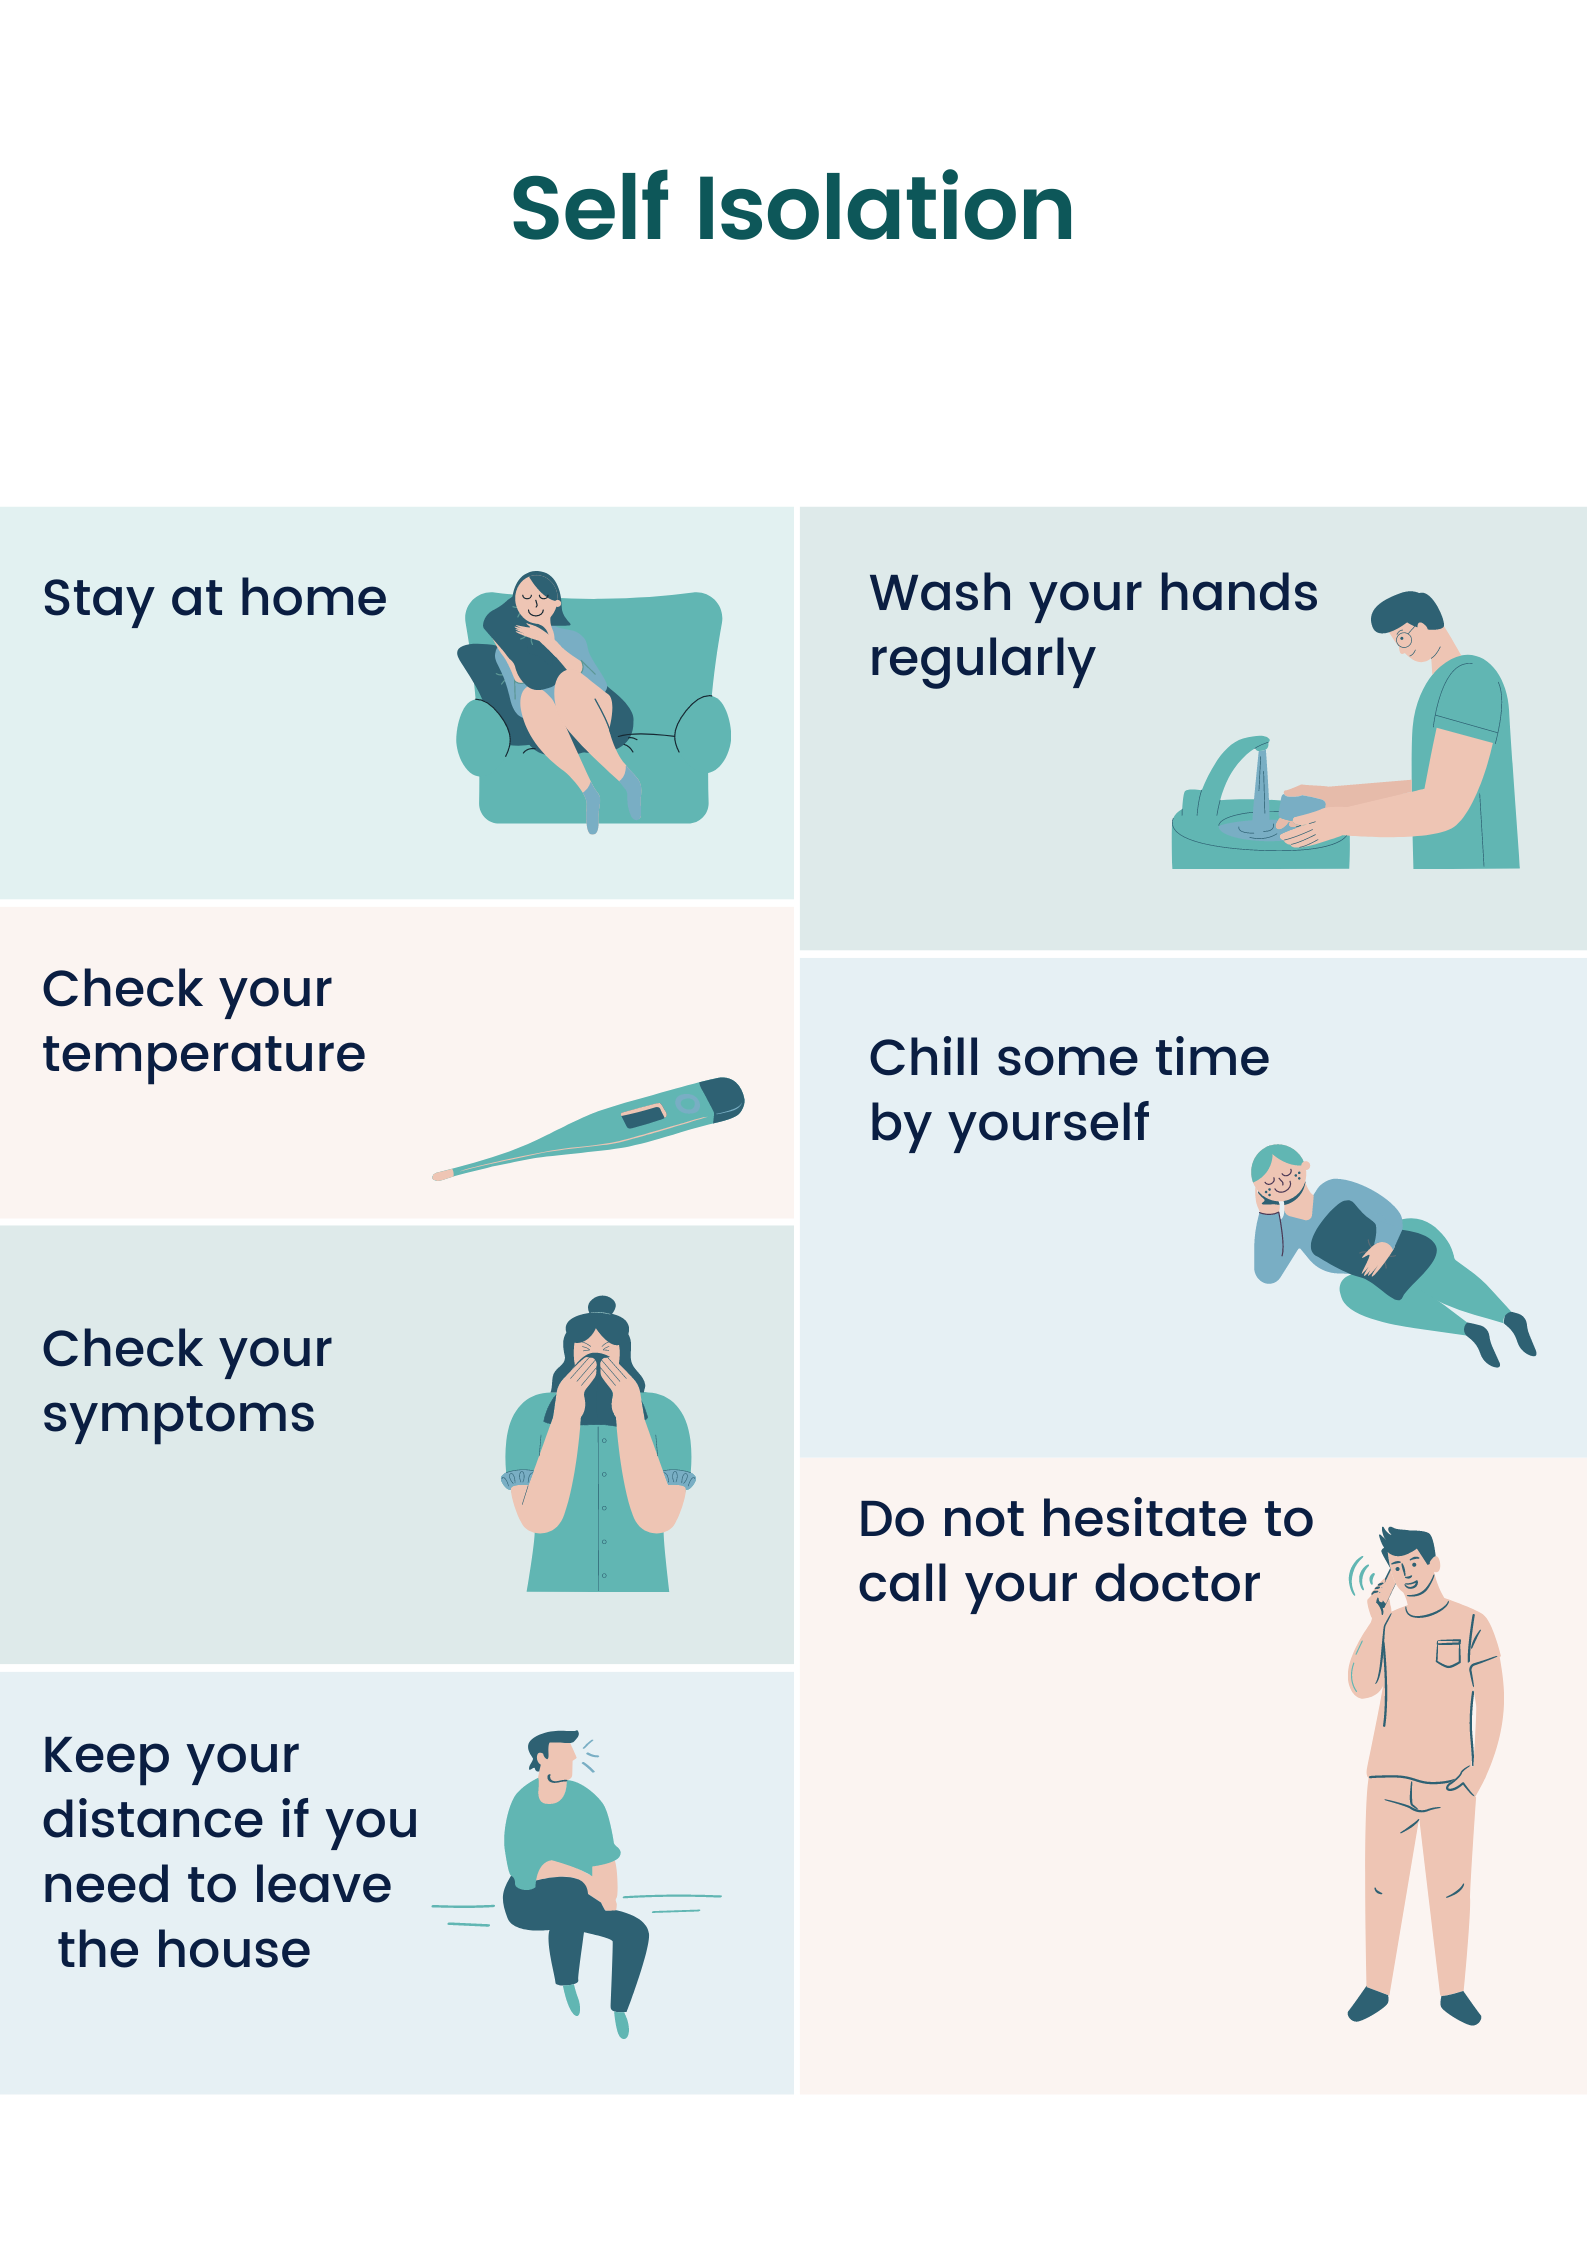 Self Isolation
Stay at home
Check your
temperature
Check your
symptoms
Keep your
distance if you
need to leave
the house
Wash your hands
regularly
Chill some time
by yourself
Do not hesitate to
call your doctor